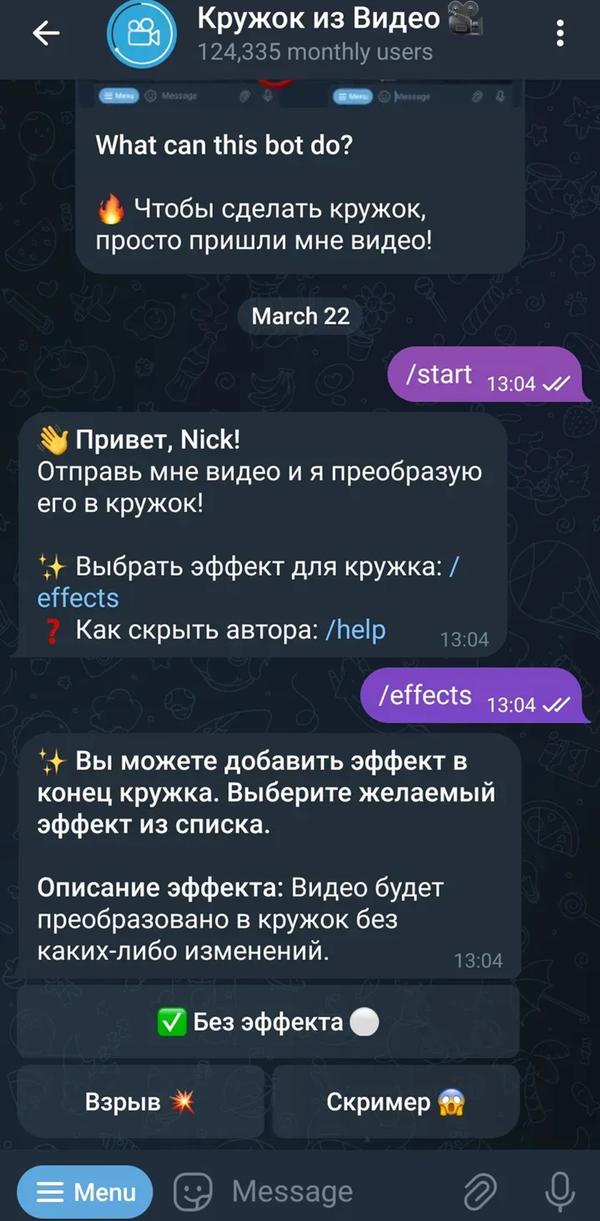 Кружок из Видео 🎥
124,335 monthly users
Menu Message Menu Message
What can this bot do?
🔥 Чтобы сделать кружок,
просто пришли мне видео!
March 22
/start 13:04
👋 Привет, Nick!
Отправь мне видео и я преобразую
его в кружок!
✨ Выбрать эффект для кружка: /
effects
❓ Как скрыть автора: /help 13:04
/effects 13:04
✨ Вы можете добавить эффект в
конец кружка. Выберите желаемый
эффект из списка.
Описание эффекта: Видео будет
преобразовано в кружок без
каких-либо изменений. 13:04
✅ Без эффекта ⚪
Взрыв 💥 Скример 😱
Menu Message